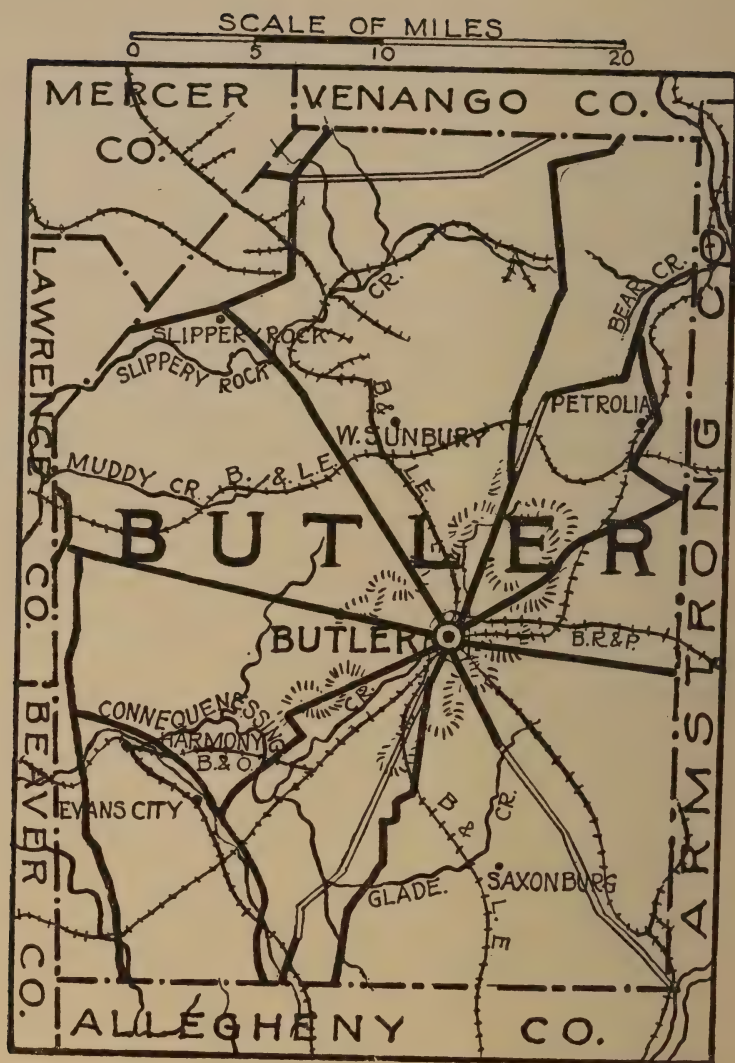 SCALE OF MILES
0 5 10 20
MERCER CO.
VENANGO CO.
LAWRENCE CO.
BEAR CR.
CR.
SLIPPERY ROCK
SLIPPERY ROCK
B. & L.E.
PETROLIA
W. SUNBURY
MUDDY CR.
B. & L.E.
BUTLER
ARMSTRONG CO.
BUTLER
B.R.&P.
CONNEQUENESSING CR.
HARMONY
B.&O.
EVANS CITY
BEAVER CO.
B. & L.E.
GLADE. CR.
SAXONBURG
ALLEGHENY CO.